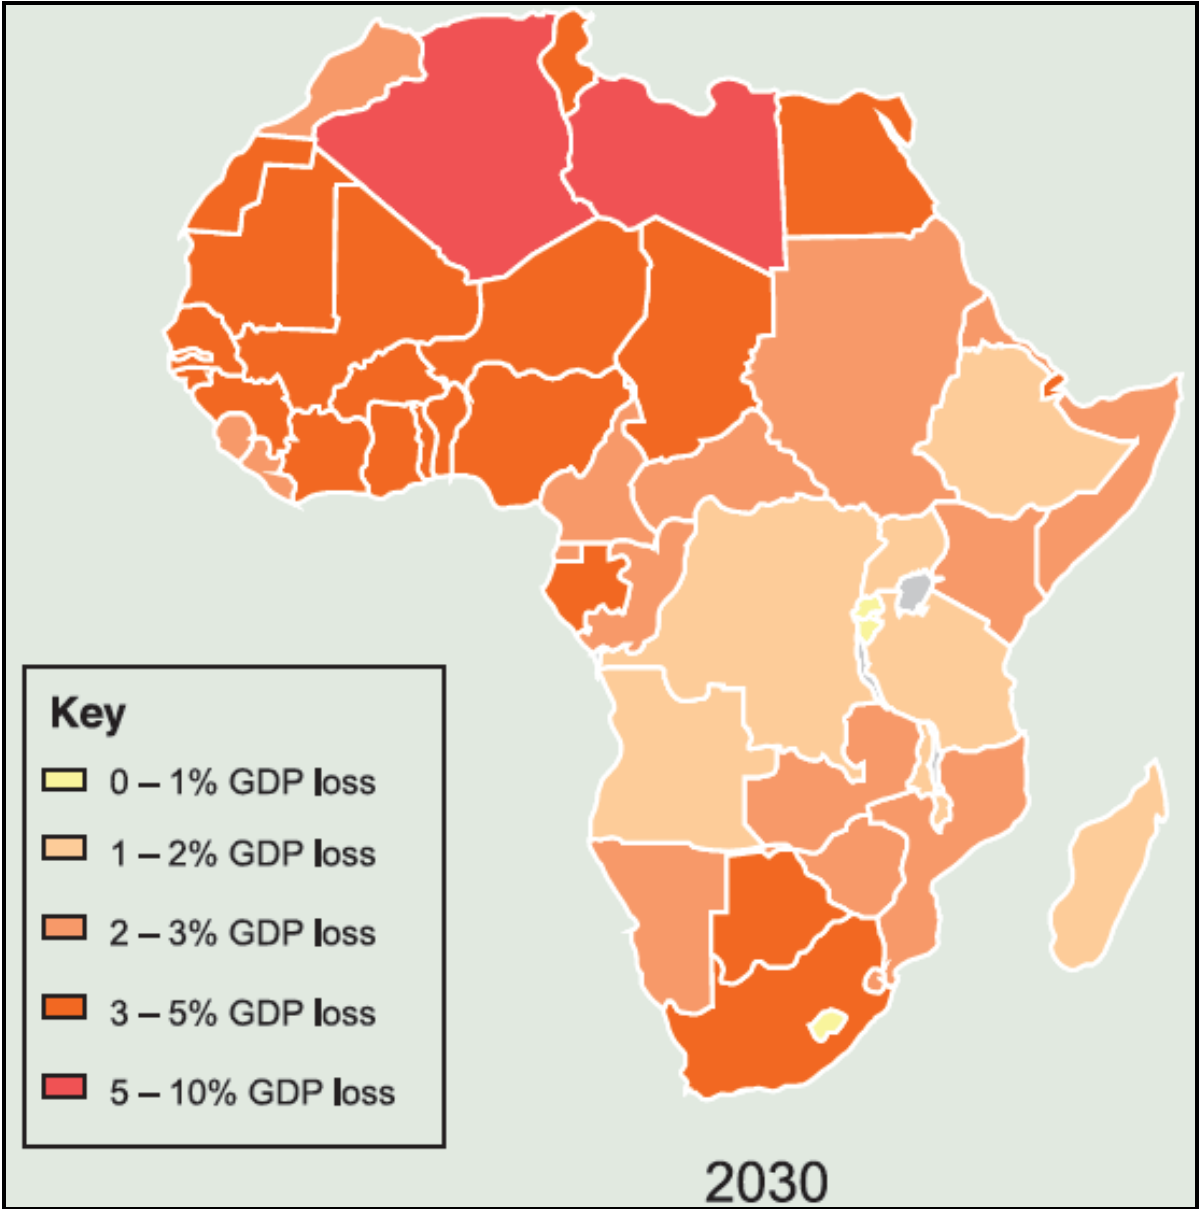 Key
0 – 1% GDP loss
1 – 2% GDP loss
2 – 3% GDP loss
3 – 5% GDP loss
5 – 10% GDP loss
2030